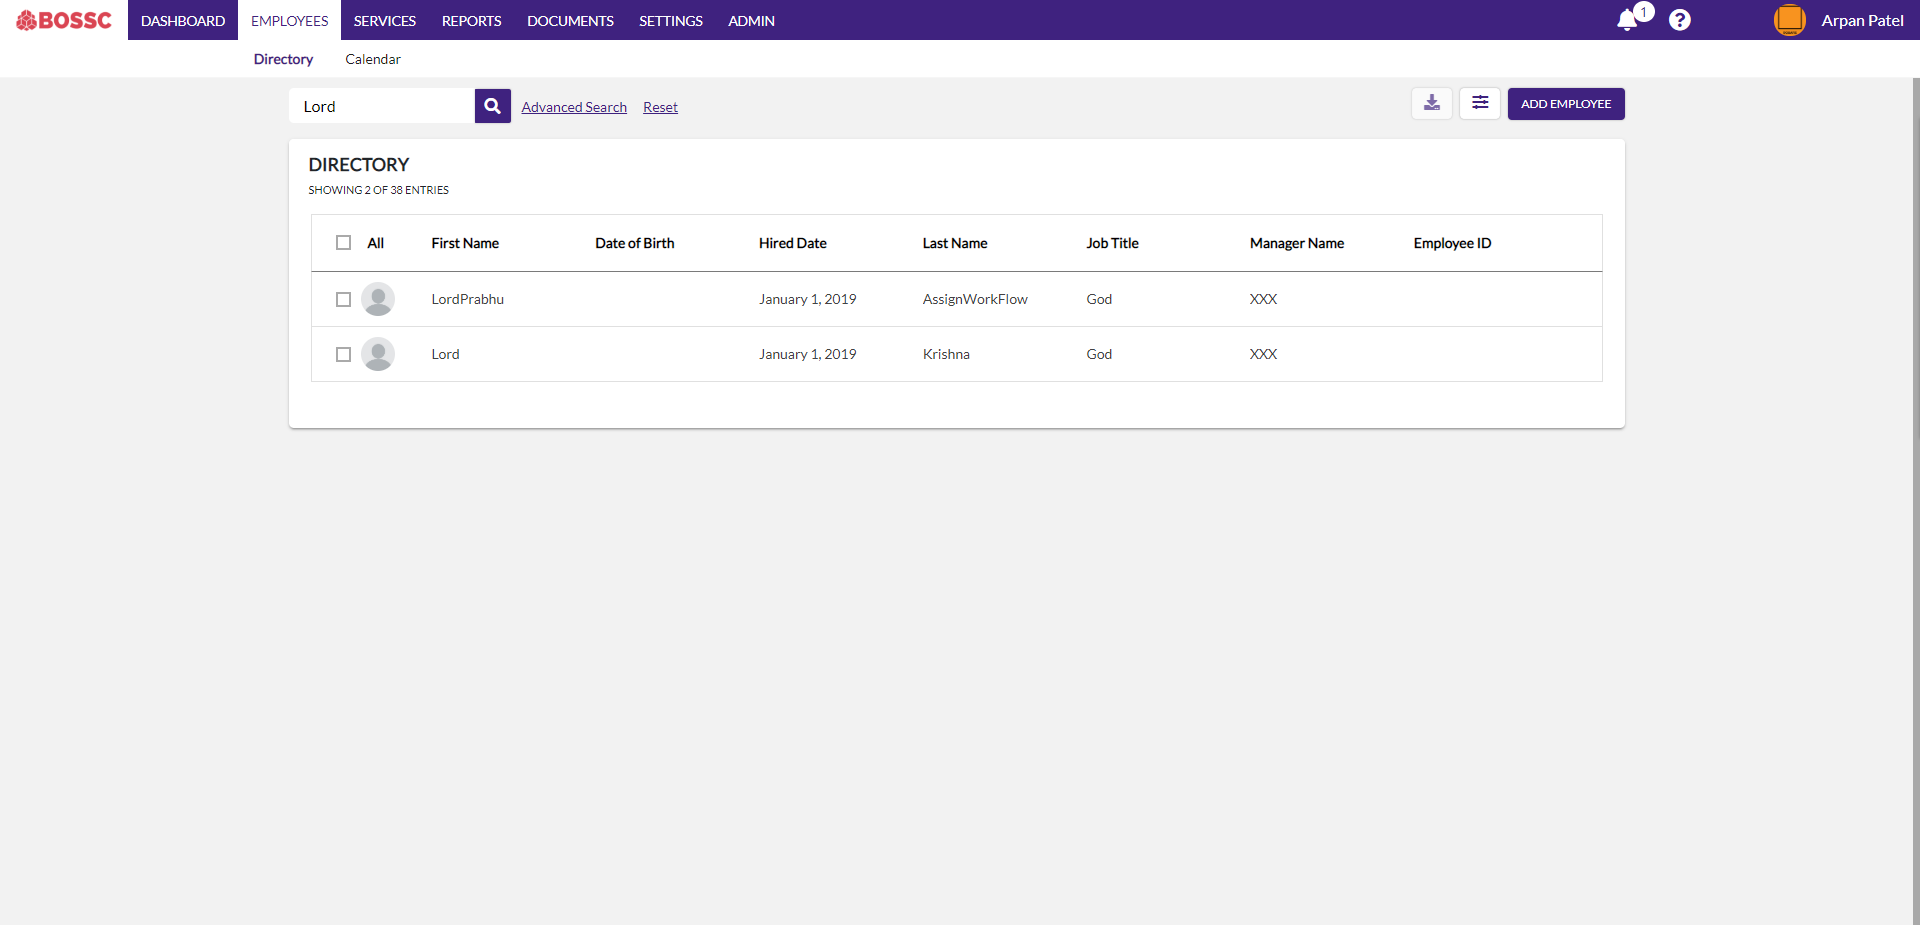 BOSSC DASHBOARD EMPLOYEES SERVICES REPORTS DOCUMENTS SETTINGS ADMIN 1 ? Arpan Patel
Directory Calendar
Lord Advanced Search Reset ADD EMPLOYEE
DIRECTORY
SHOWING 2 OF 38 ENTRIES
All First Name Date of Birth Hired Date Last Name Job Title Manager Name Employee ID
LordPrabhu January 1, 2019 AssignWorkFlow God XXX
Lord January 1, 2019 Krishna God XXX